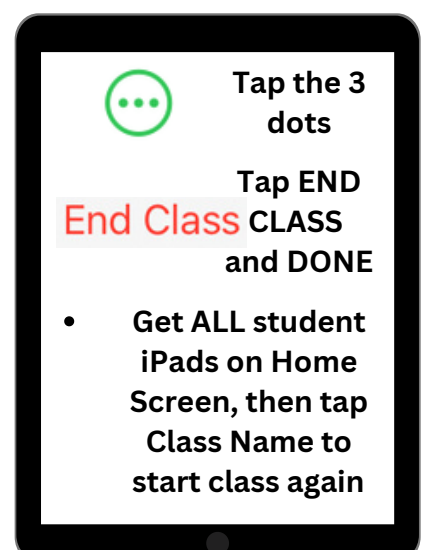 Tap the 3
dots
Tap END
End Class CLASS
and DONE
• Get ALL student
iPads on Home
Screen, then tap
Class Name to
start class again